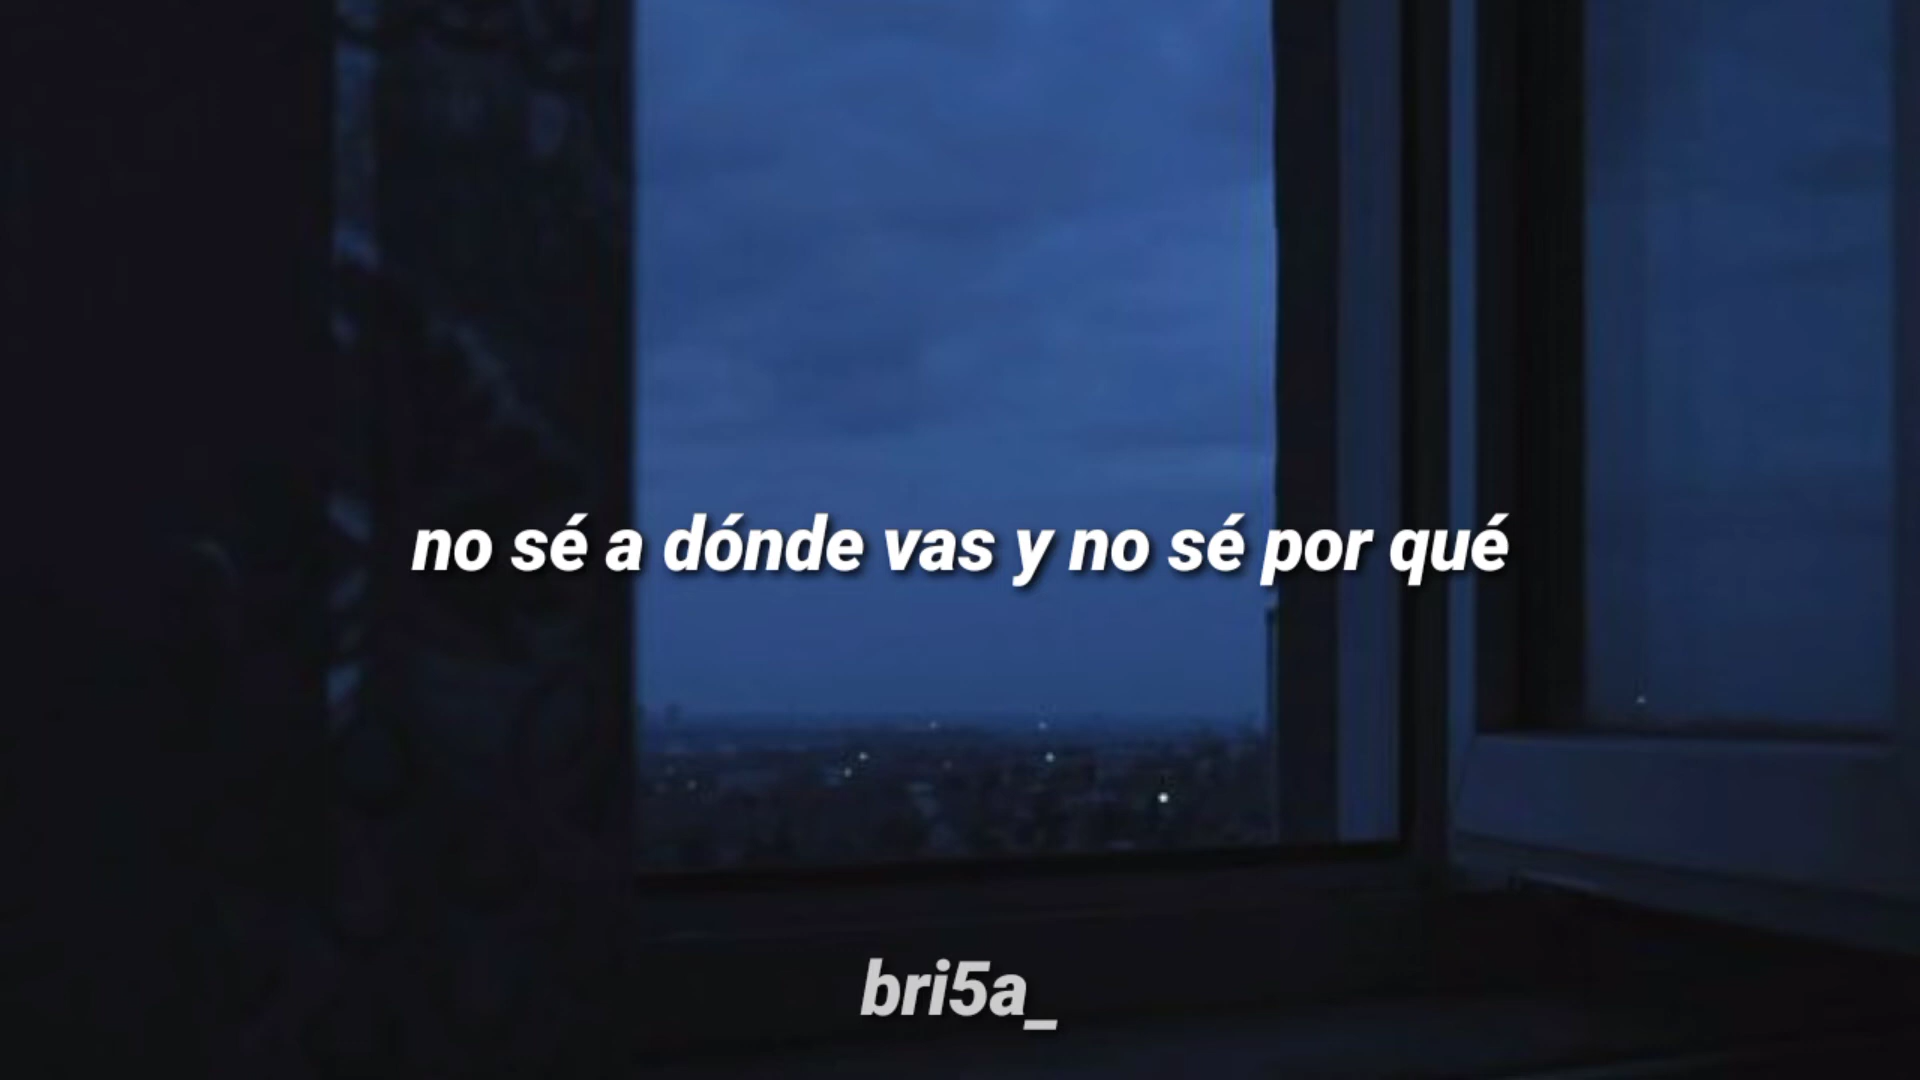 no sé a dónde vas y no sé por qué
bri5a_